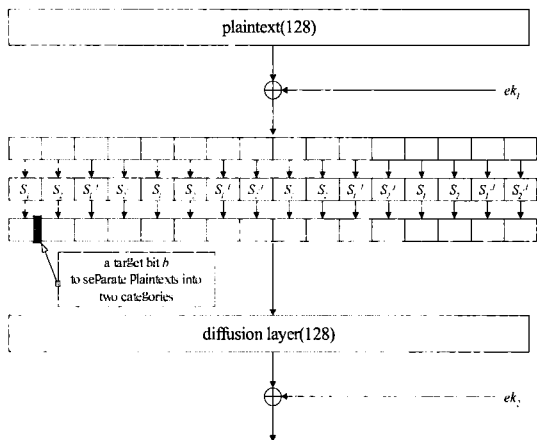 plaintext(128)
ek₁
S₁ S₂ S₁⁻¹ S₂⁻¹ S₁ S₂ S₁⁻¹ S₂⁻¹ S₁ S₂ S₁⁻¹ S₂⁻¹ S₁ S₂ S₁⁻¹ S₂⁻¹
a target bit b
to seParate Plaintexts into
two categories
diffusion layer(128)
ek₂